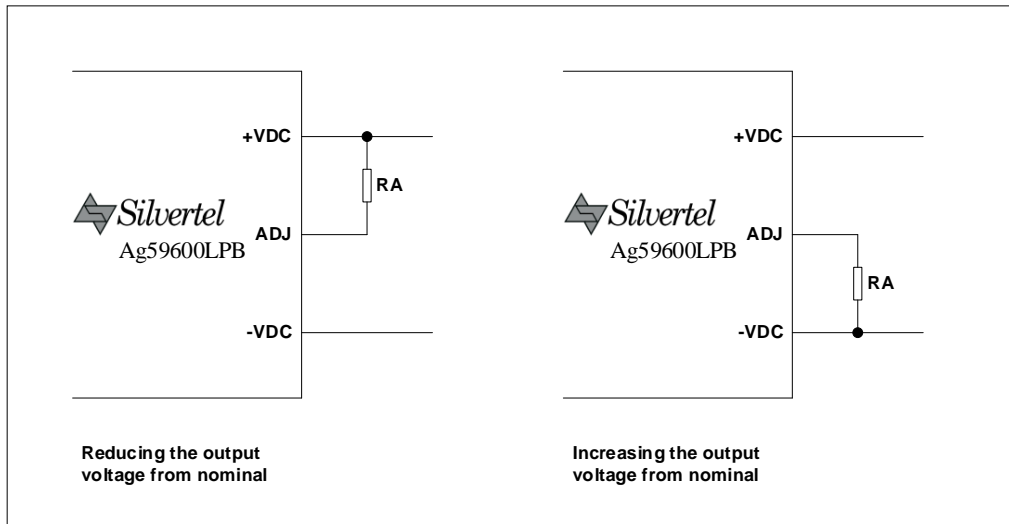 +VDC
RA
Silvertel
ADJ
Ag59600LPB
-VDC
Reducing the output
voltage from nominal
+VDC
Silvertel
ADJ
Ag59600LPB
RA
-VDC
Increasing the output
voltage from nominal